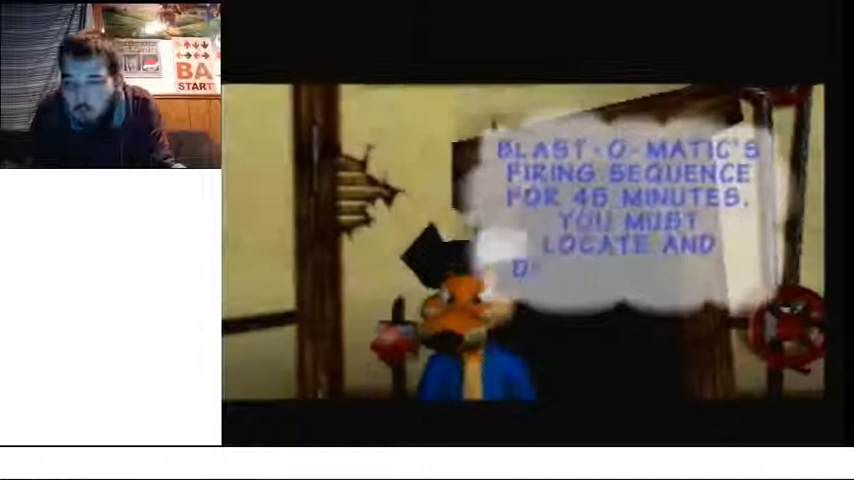 BA
START
BLAST-O-MATIC'S
FIRING SEQUENCE
FOR 45 MINUTES.
YOU MUST
LOCATE AND
D